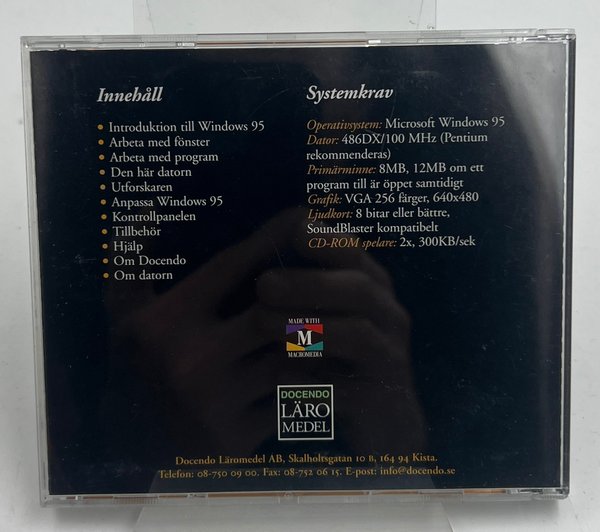 Innehåll
• Introduktion till Windows 95
• Arbeta med fönster
• Arbeta med program
• Den här datorn
• Utforskaren
• Anpassa Windows 95
• Kontrollpanelen
• Tillbehör
• Hjälp
• Om Docendo
• Om datorn
Systemkrav
Operativsystem: Microsoft Windows 95
Dator: 486DX/100 MHz (Pentium
rekommenderas)
Primärminne: 8MB, 12MB om ett
program till är öppet samtidigt
Grafik: VGA 256 färger, 640x480
Ljudkort: 8 bitar eller bättre,
SoundBlaster kompatibelt
CD-ROM spelare: 2x, 300KB/sek
MADE WITH
M
MACROMEDIA
DOCENDO
LÄRO
MEDEL
Docendo Läromedel AB, Skalholtsgatan 10 B, 164 94 Kista.
Telefon: 08-750 09 00. Fax: 08-752 06 15. E-post: info@docendo.se